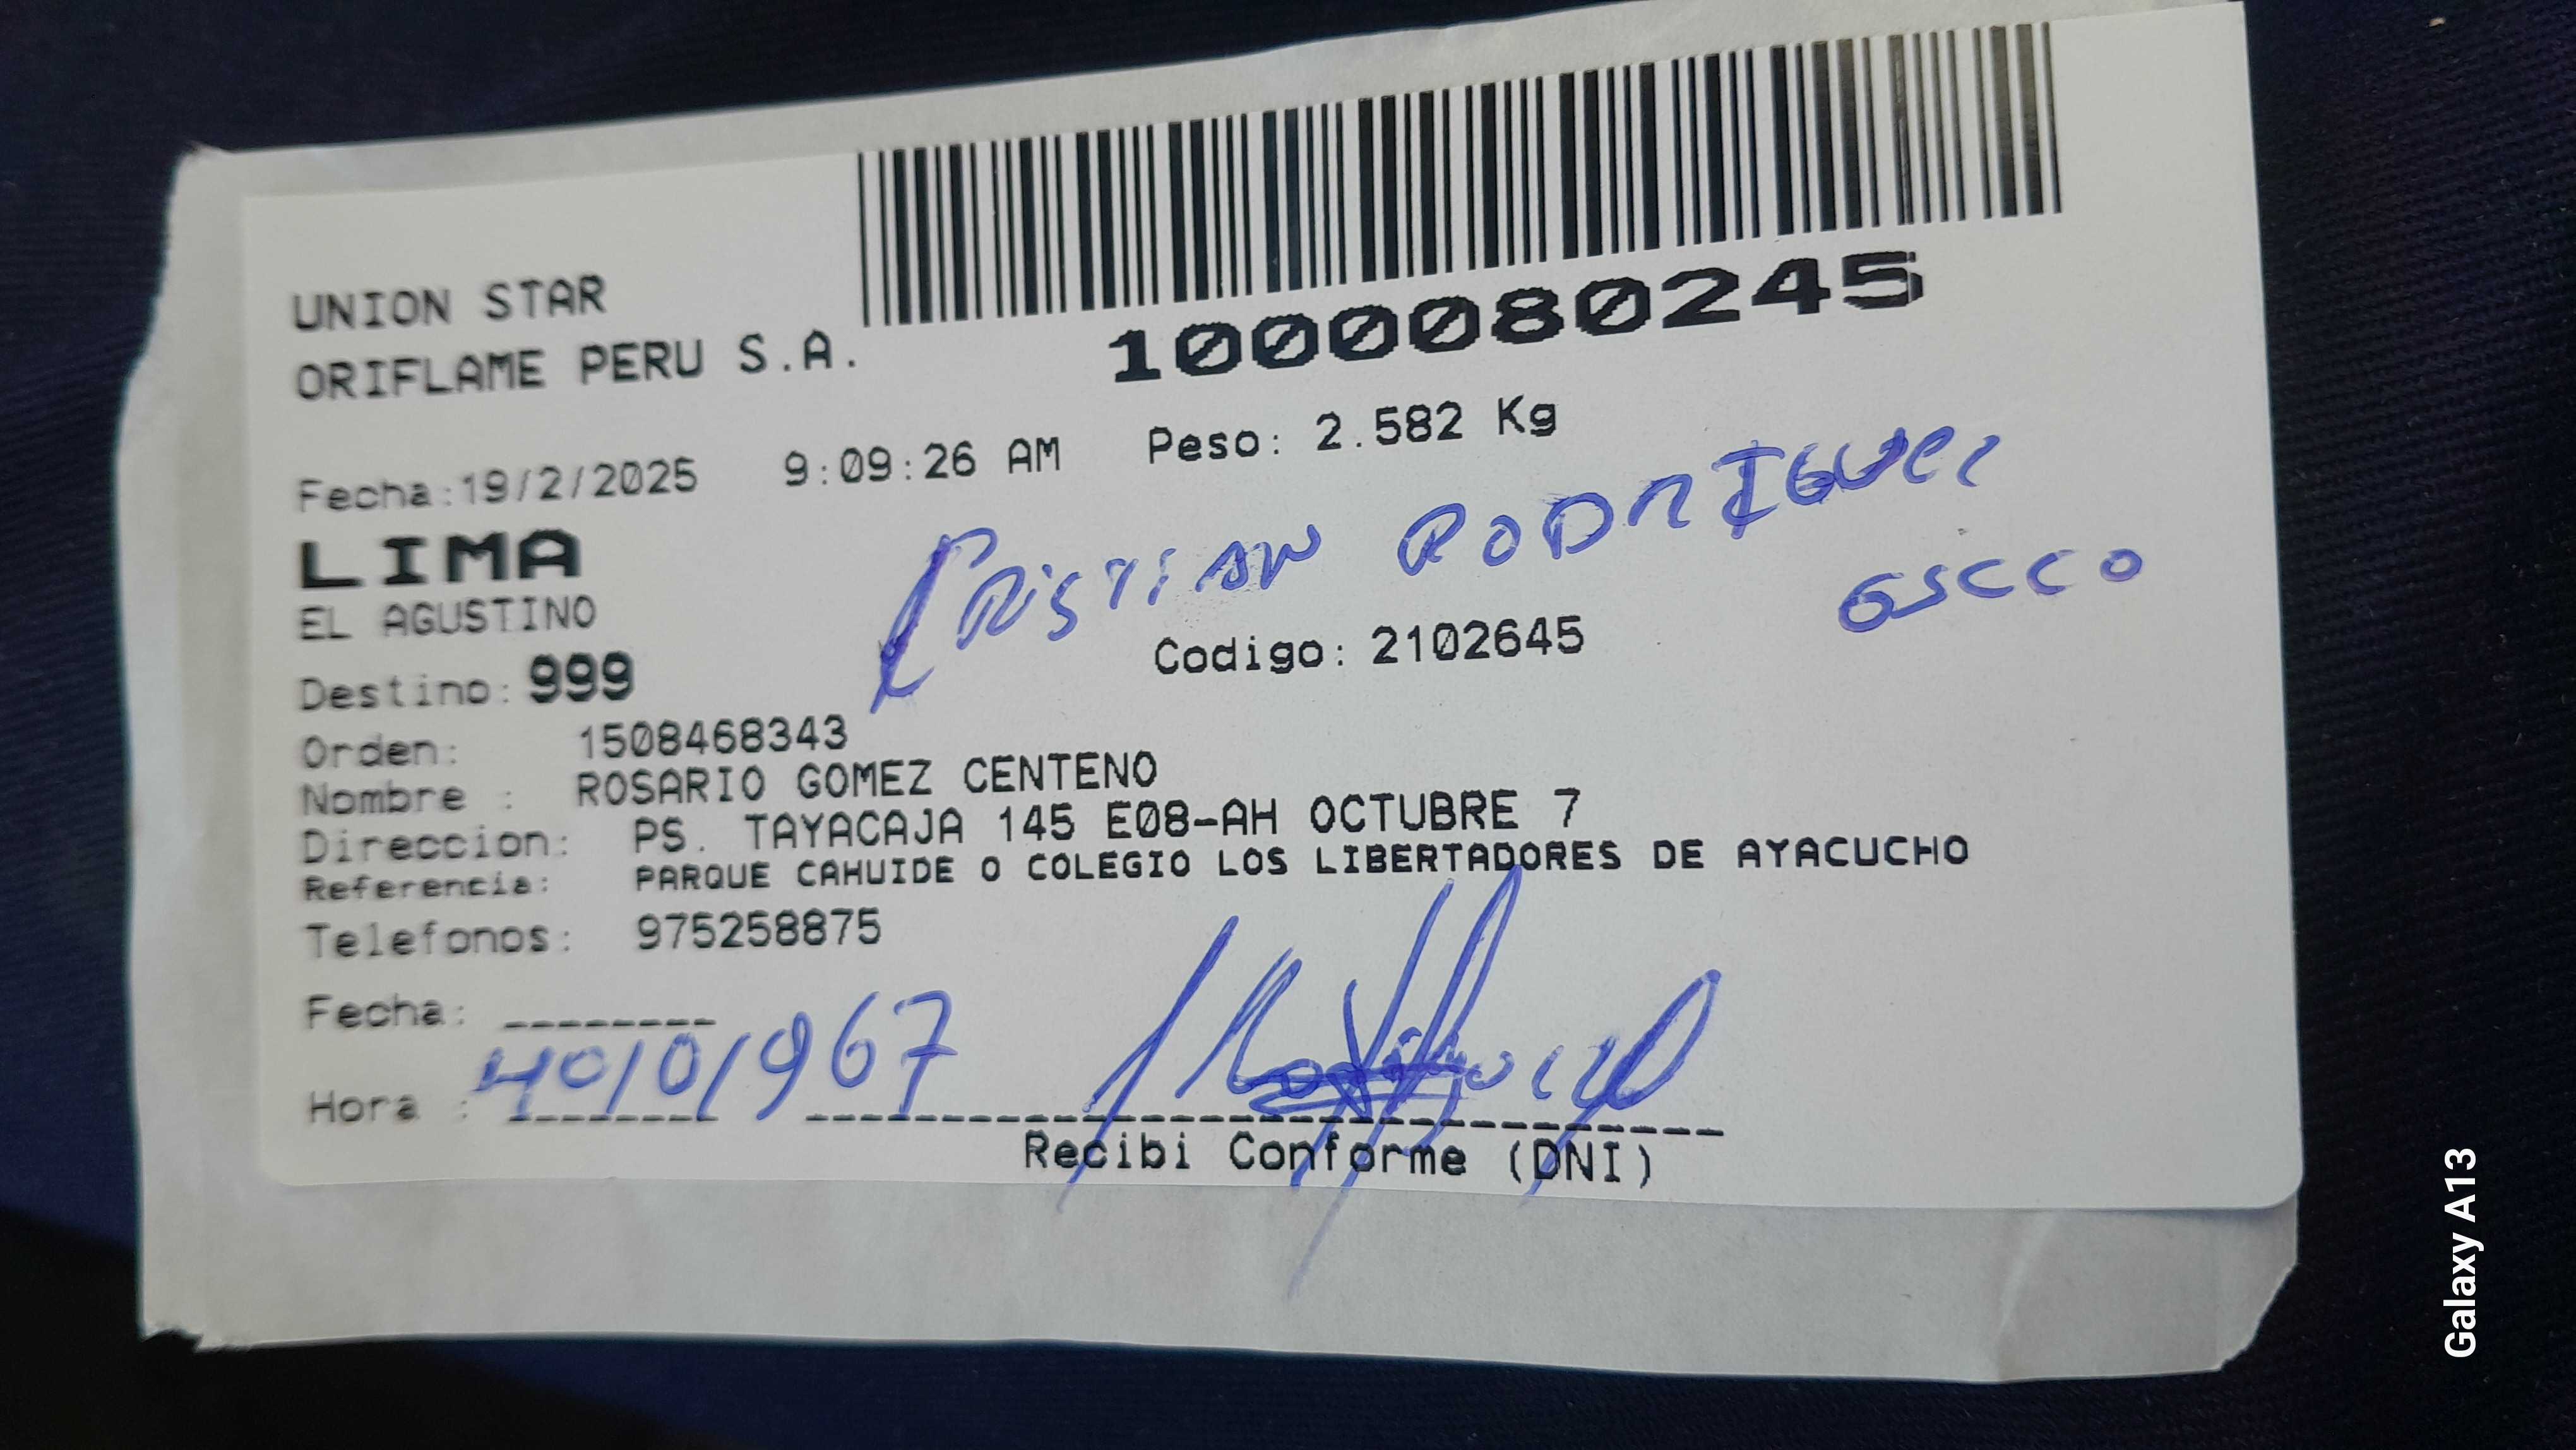 UNION STAR
ORIFLAME PERU S.A.
1000080245
Fecha:19/2/2025 9:09:26 AM Peso: 2.582 Kg
LIMA
CRISTIAN RODRIGUEZ
EL AGUSTINO
Destino: 999 Codigo: 2102645
Orden: 1508468343
Nombre : ROSARIO GOMEZ CENTENO
Direccion: PS. TAYACAJA 145 E08-AH OCTUBRE 7
Referencia: PARQUE CAHUIDE O COLEGIO LOS LIBERTADORES DE AYACUCHO
Telefonos: 975258875
Fecha: --------
Hora :
Recibi Conforme (DNI)
Galaxy A13